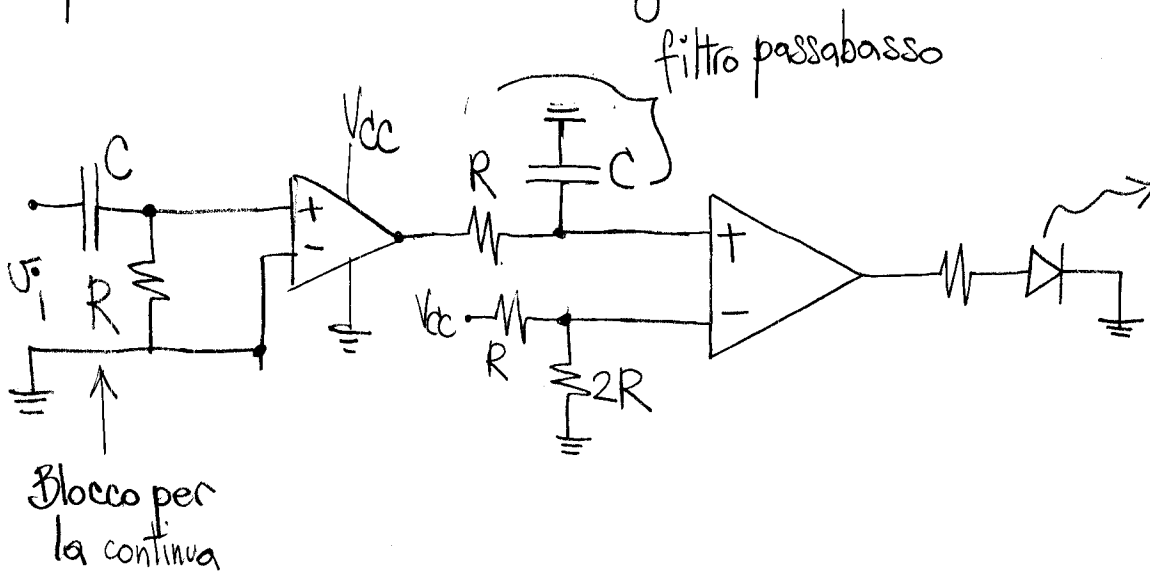 filtro passabasso
C
Vcc
R
C
+
-
vi
R
+
-
Vcc
R
2R
Blocco per
la continua